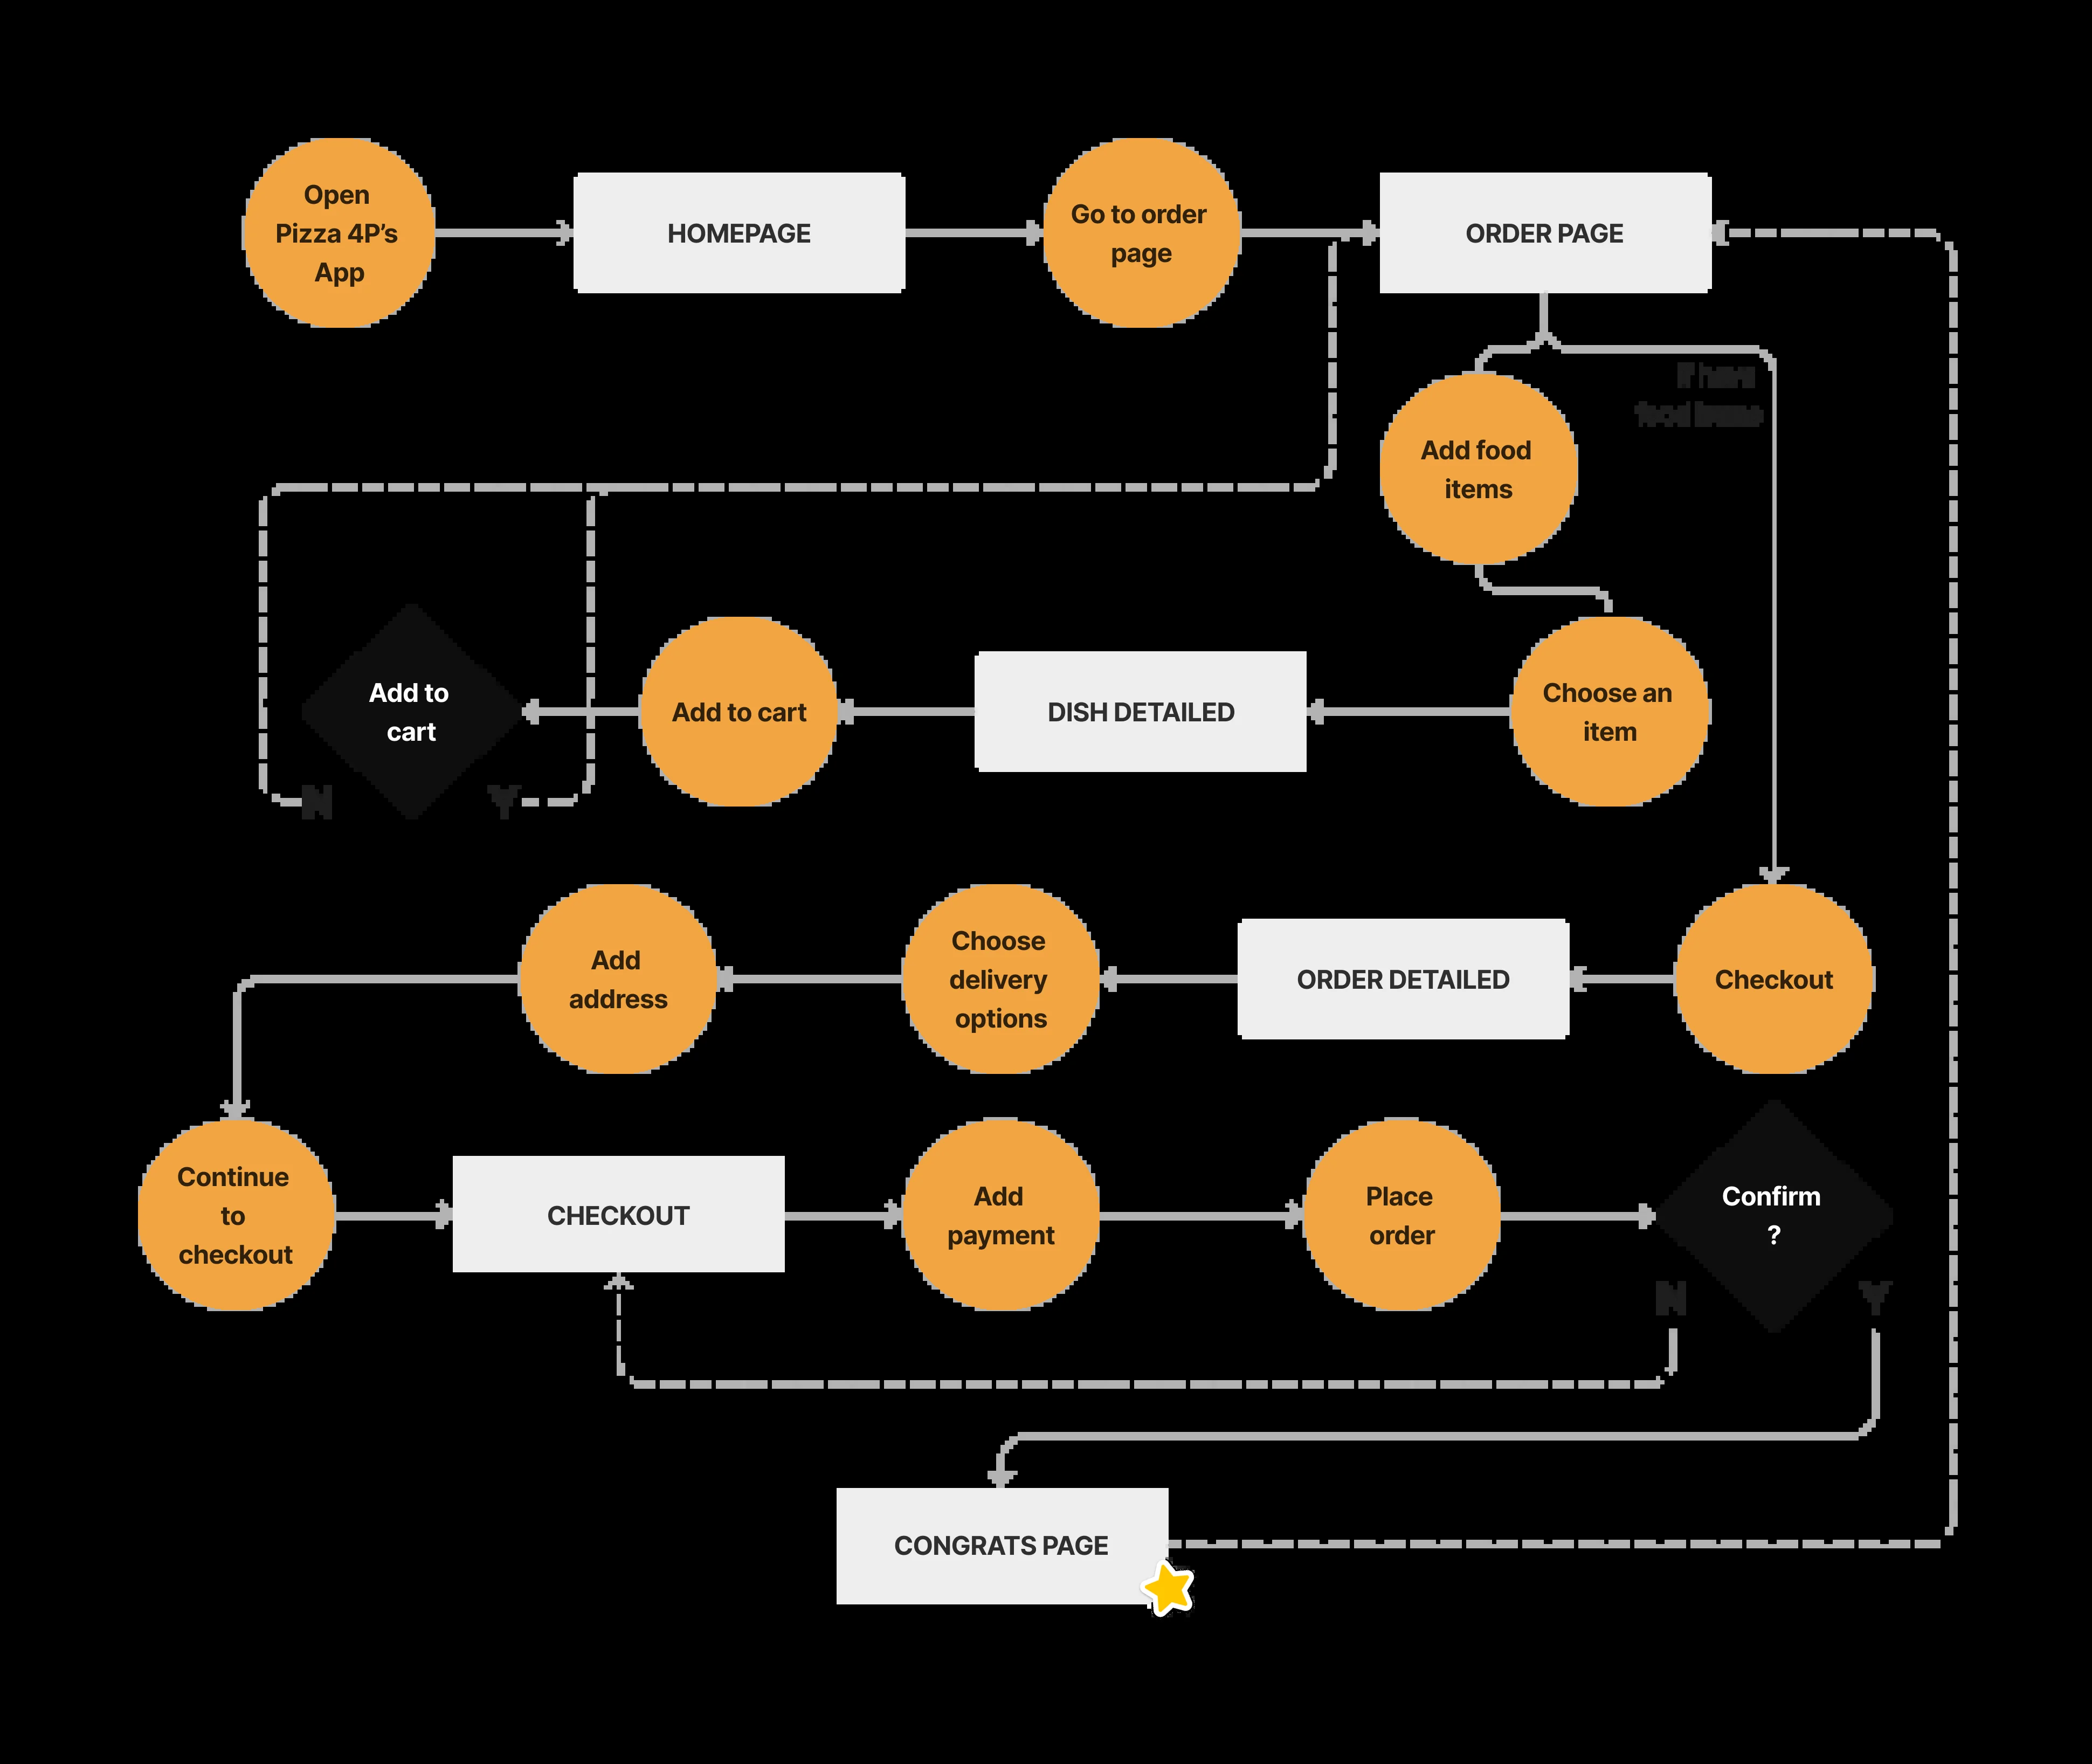 Open
Pizza 4P's
App
HOMEPAGE
Go to order
page
ORDER PAGE
If have
food items
Add food
items
Add to
cart
Add to cart
DISH DETAILED
Choose an
item
N
Y
Add
address
Choose
delivery
options
ORDER DETAILED
Checkout
Continue
to
checkout
CHECKOUT
Add
payment
Place
order
Confirm
?
N
Y
CONGRATS PAGE